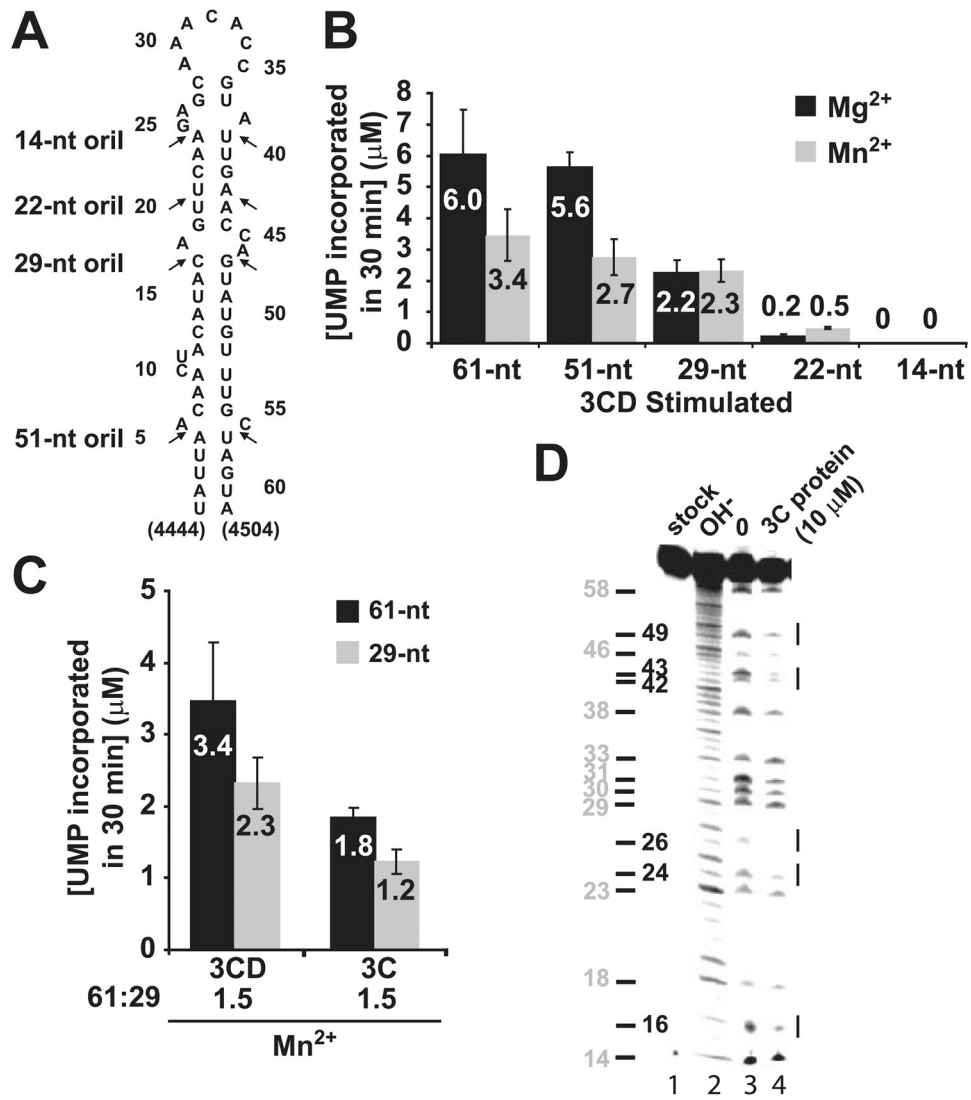 A
A C A
30 A C
A C 35
C G
G U
A A
25 G
14-nt oril A U
A U 40
C G
U A
22-nt oril 20 U A
G C
A C 45
A
29-nt oril C G
A U
15 U A
A U 50
C G
A U
U
10 C A U
A U
C G 55
A C
51-nt oril 5 A U
U A
U G
A U 60
U A
(4444) (4504)
B
[UMP incorporated in 30 min] (μM)
8
7
6
5
4
3
2
1
0
Mg2+
Mn2+
6.0 3.4 5.6 2.7 2.2 2.3 0.2 0.5 0 0
61-nt 51-nt 29-nt 22-nt 14-nt
3CD Stimulated
C
[UMP incorporated in 30 min] (μM)
5
4
3
2
1
0
61-nt
29-nt
3.4 2.3 1.8 1.2
3CD 3C
61:29 1.5 1.5
Mn2+
D
stock
OH-
0
3C protein
(10 μM)
58
49
46
43
42
38
33
31
30
29
26
24
23
18
16
14
1 2 3 4